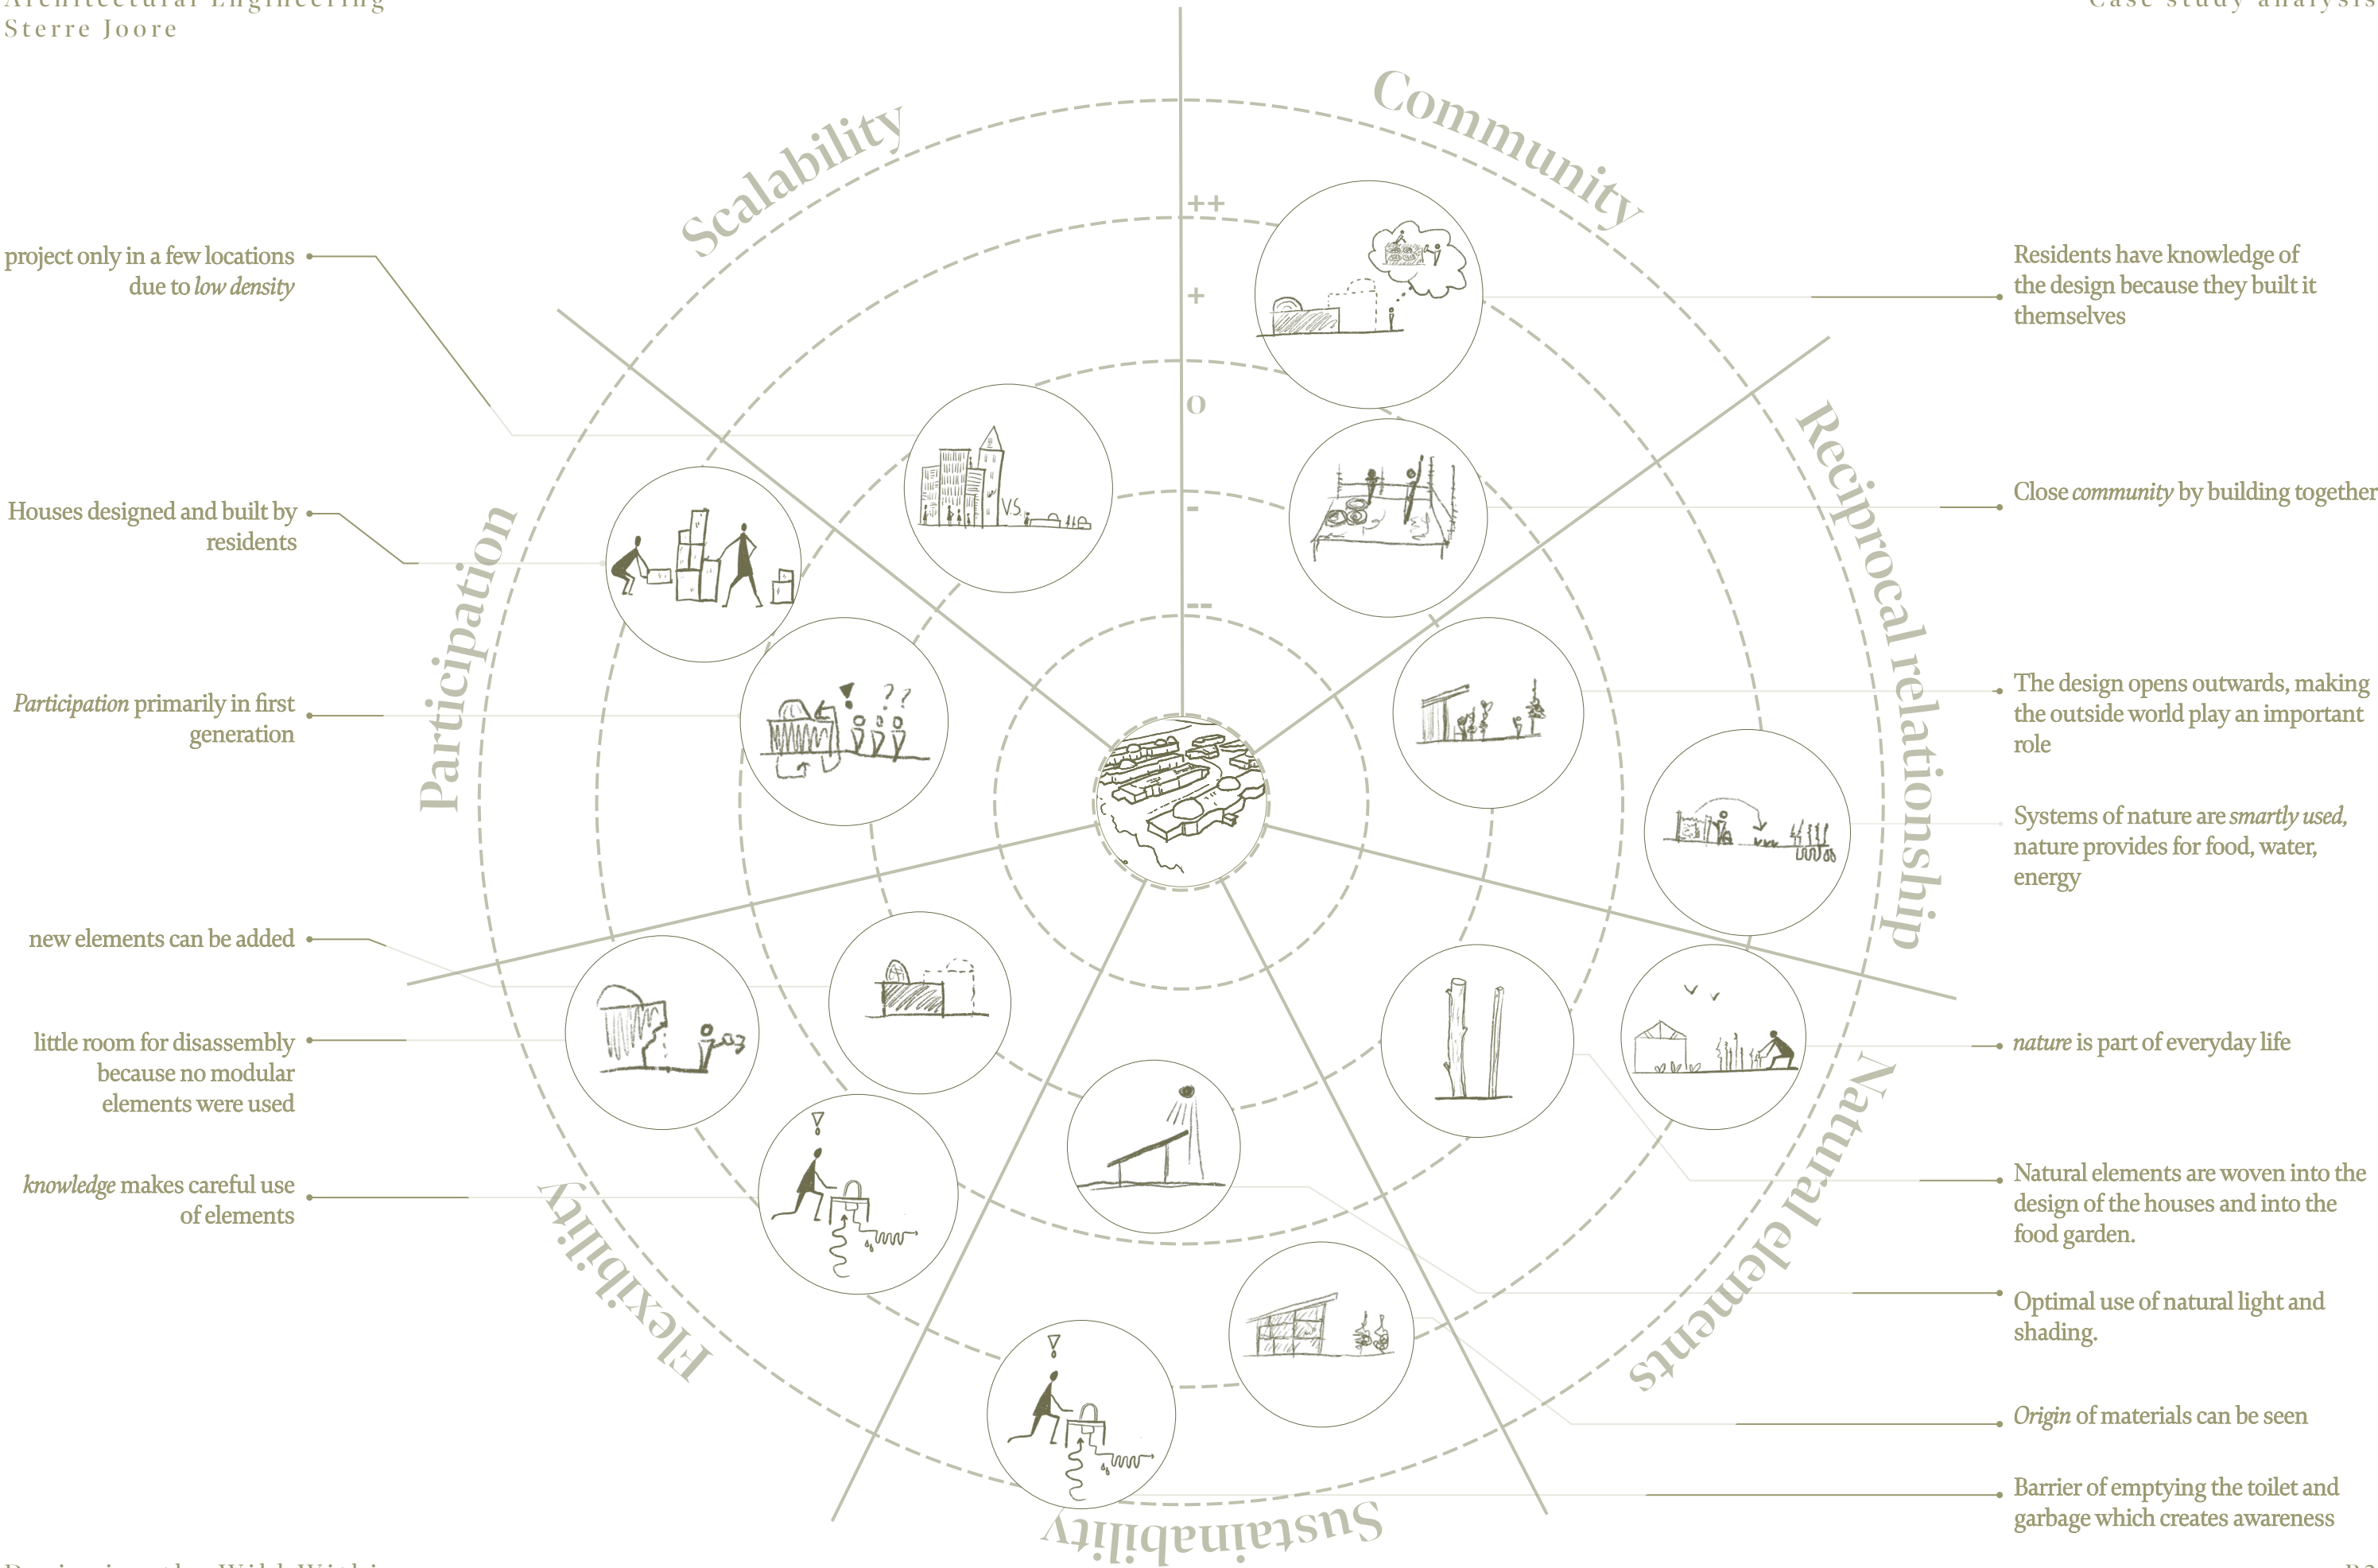 Architectural Engineering
Sterre Joore
Case study analysis
Scalability
Community
Reciprocal relationship
Natural elements
Sustainability
Flexibility
Participation
++
+
o
-
--
V.S.
! ? ?
project only in a few locations
due to low density
Houses designed and built by
residents
Participation primarily in first
generation
new elements can be added
little room for disassembly
because no modular
elements were used
knowledge makes careful use
of elements
Residents have knowledge of
the design because they built it
themselves
Close community by building together
The design opens outwards, making
the outside world play an important
role
Systems of nature are smartly used,
nature provides for food, water,
energy
nature is part of everyday life
Natural elements are woven into the
design of the houses and into the
food garden.
Optimal use of natural light and
shading.
Origin of materials can be seen
Barrier of emptying the toilet and
garbage which creates awareness